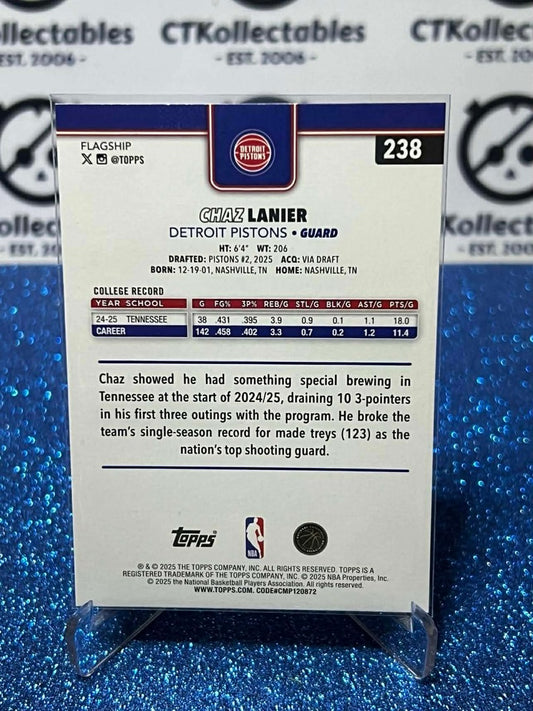 llectables
CTKollectables
CTKollec
EST. 2006 -
- EST. 2006 -
- EST. 20
FLAGSHIP
@TOPPS
DETROIT
PISTONS
238
CHAZ LANIER
DETROIT PISTONS • GUARD
HT: 6'4" WT: 206
DRAFTED: PISTONS #2, 2025 ACQ: VIA DRAFT
BORN: 12-19-01, NASHVILLE, TN HOME: NASHVILLE, TN
COLLEGE RECORD
YEAR SCHOOL G FG% 3P% REB/G STL/G BLK/G AST/G PTS/G
24-25 TENNESSEE 38 .431 .395 3.9 0.9 0.1 1.1 18.0
CAREER 142 .458 .402 3.3 0.7 0.2 1.2 11.4
Chaz showed he had something special brewing in
Tennessee at the start of 2024/25, draining 10 3-pointers
in his first three outings with the program. He broke the
team's single-season record for made treys (123) as the
nation's top shooting guard.
Topps
NBA
® & © 2025 THE TOPPS COMPANY, INC. ALL RIGHTS RESERVED. TOPPS IS A
REGISTERED TRADEMARK OF THE TOPPS COMPANY, INC. © 2025 NBA Properties, Inc.
© 2025 the National Basketball Players Association. All rights reserved.
WWW.TOPPS.COM. CODE#CMP120872